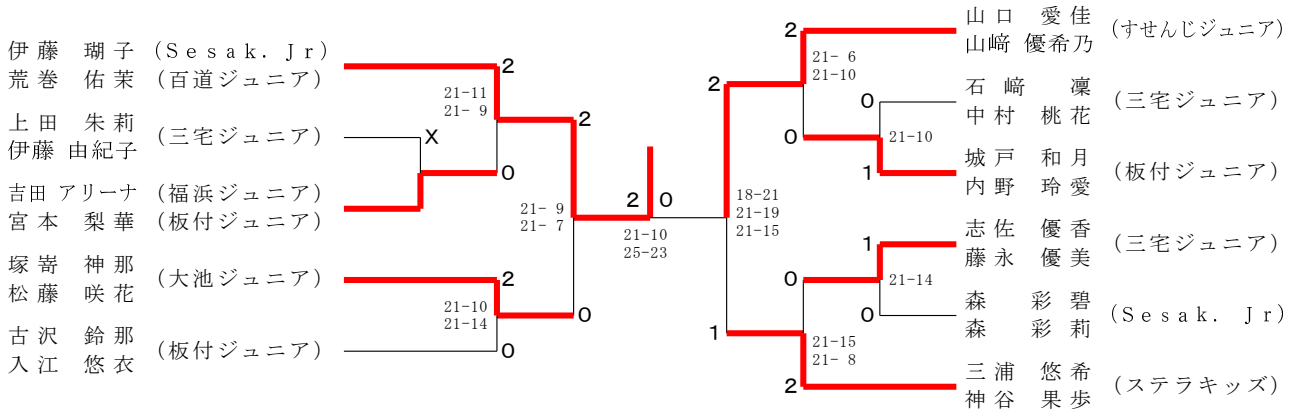 伊藤 瑚子 (Sesak. Jr)
荒巻 佑茉 (百道ジュニア)
上田 朱莉
伊藤 由紀子
(三宅ジュニア)
吉田 アリーナ (福浜ジュニア)
宮本 梨華 (板付ジュニア)
塚嵜 神那
松藤 咲花
(大池ジュニア)
古沢 鈴那
入江 悠衣
(板付ジュニア)
2
21-11
21- 9
X
0
2
21- 9
21- 7
2
21-10
21-14
0
0
2 0
21-10
25-23
2
18-21
21-19
21-15
1
2
21- 6
21-10
0
0
21-10
1
1
21-14
0
0
21-15
21- 8
2
山口 愛佳
山﨑 優希乃
(すせんじジュニア)
石﨑 凜
中村 桃花
(三宅ジュニア)
城戸 和月
内野 玲愛
(板付ジュニア)
志佐 優香
藤永 優美
(三宅ジュニア)
森 彩碧
森 彩莉
(Sesak. Jr)
三浦 悠希
神谷 果歩
(ステラキッズ)